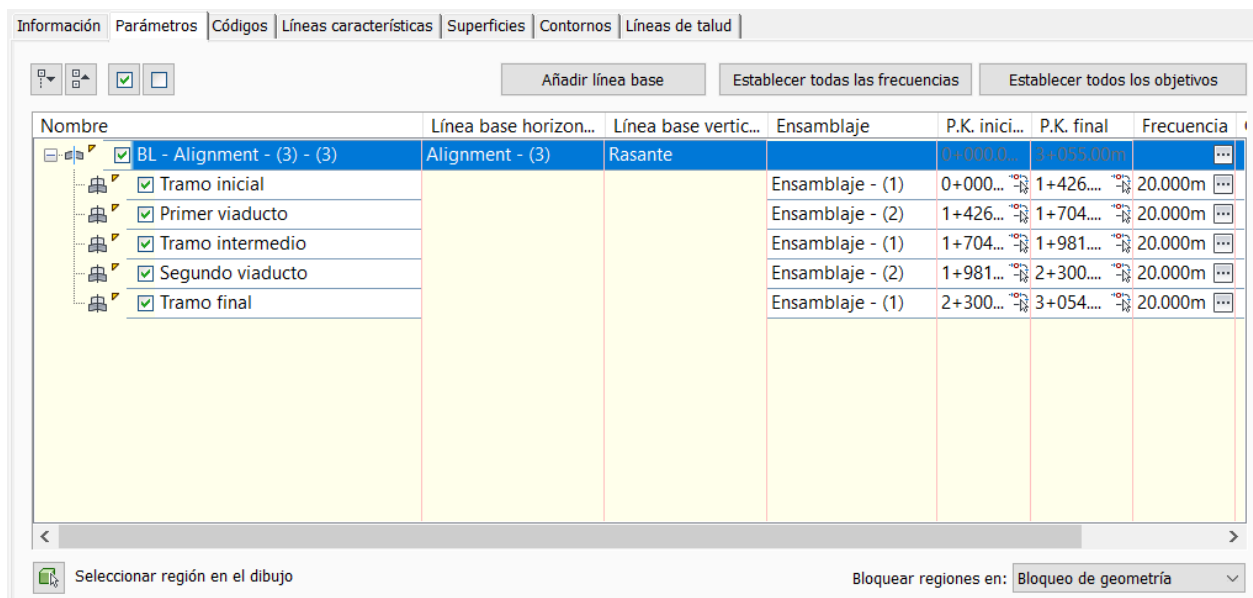 Información Parámetros Códigos Líneas características Superficies Contornos Líneas de talud
Añadir línea base Establecer todas las frecuencias Establecer todos los objetivos
Nombre Línea base horizon... Línea base vertic... Ensamblaje P.K. inici... P.K. final Frecuencia
BL - Alignment - (3) - (3) Alignment - (3) Rasante 0+000.0... 3+055.00m
Tramo inicial Ensamblaje - (1) 0+000... 1+426.... 20.000m
Primer viaducto Ensamblaje - (2) 1+426... 1+704.... 20.000m
Tramo intermedio Ensamblaje - (1) 1+704... 1+981.... 20.000m
Segundo viaducto Ensamblaje - (2) 1+981... 2+300.... 20.000m
Tramo final Ensamblaje - (1) 2+300... 3+054.... 20.000m
Seleccionar región en el dibujo Bloquear regiones en: Bloqueo de geometría